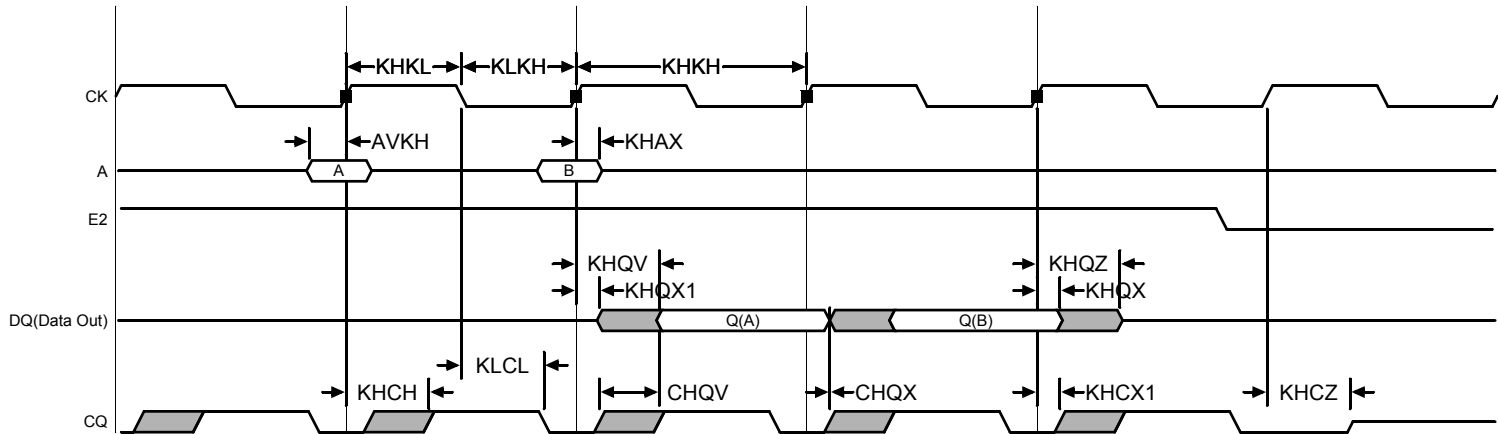 KHKL KLKH KHKH
CK
AVKH KHAX
A A B
E2
KHQV KHQZ
KHQX1 KHQX
DQ(Data Out) Q(A) Q(B)
KLCL
KHCH CHQV CHQX KHCX1 KHCZ
CQ